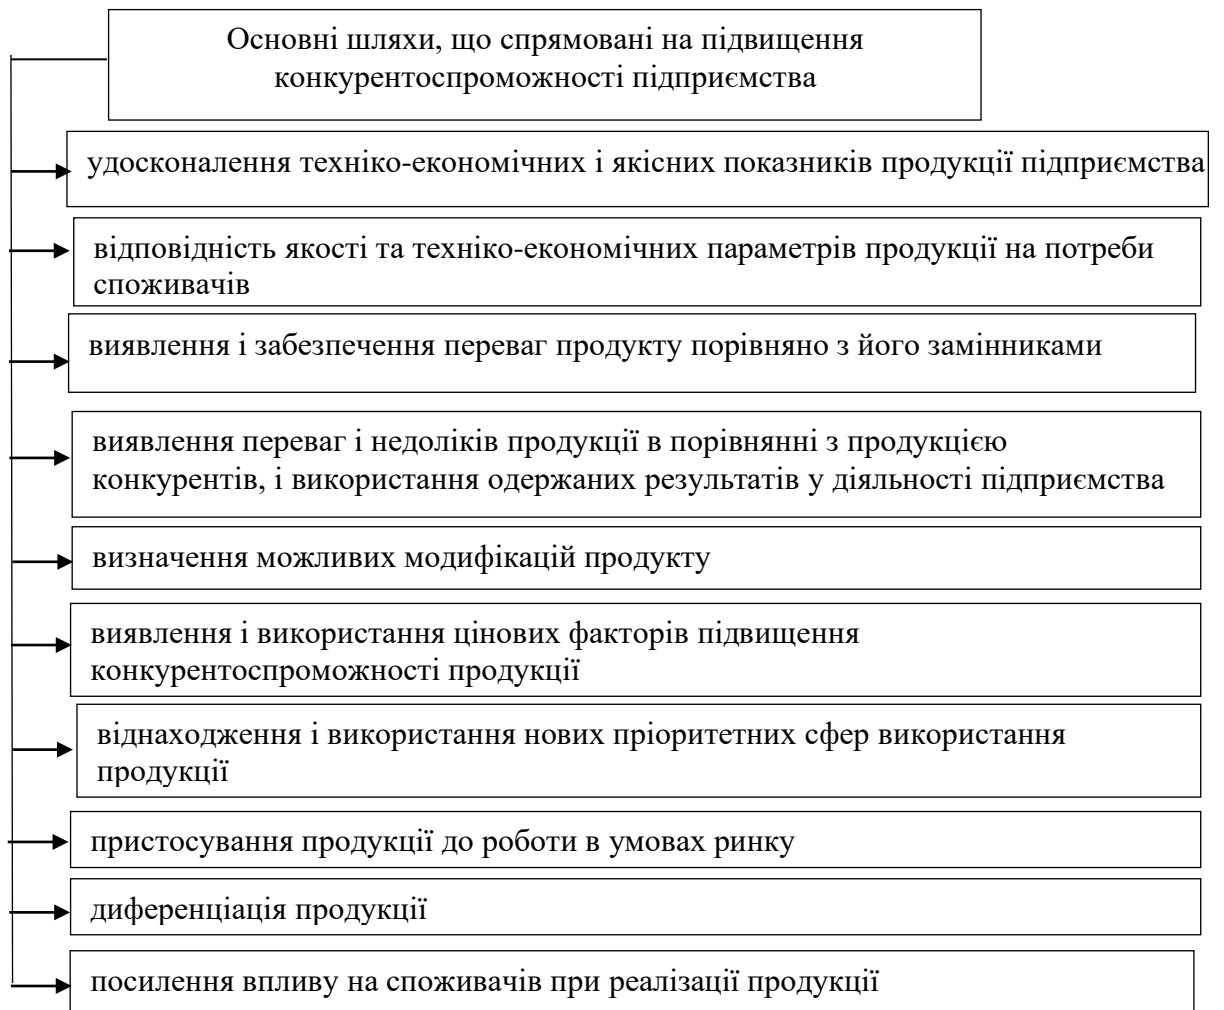 Основні шляхи, що спрямовані на підвищення
конкурентоспроможності підприємства
удосконалення техніко-економічних і якісних показників продукції підприємства
відповідність якості та техніко-економічних параметрів продукції на потреби
споживачів
виявлення і забезпечення переваг продукту порівняно з його замінниками
виявлення переваг і недоліків продукції в порівнянні з продукцією
конкурентів, і використання одержаних результатів у діяльності підприємства
визначення можливих модифікацій продукту
виявлення і використання цінових факторів підвищення
конкурентоспроможності продукції
віднаходження і використання нових пріоритетних сфер використання
продукції
пристосування продукції до роботи в умовах ринку
диференціація продукції
посилення впливу на споживачів при реалізації продукції